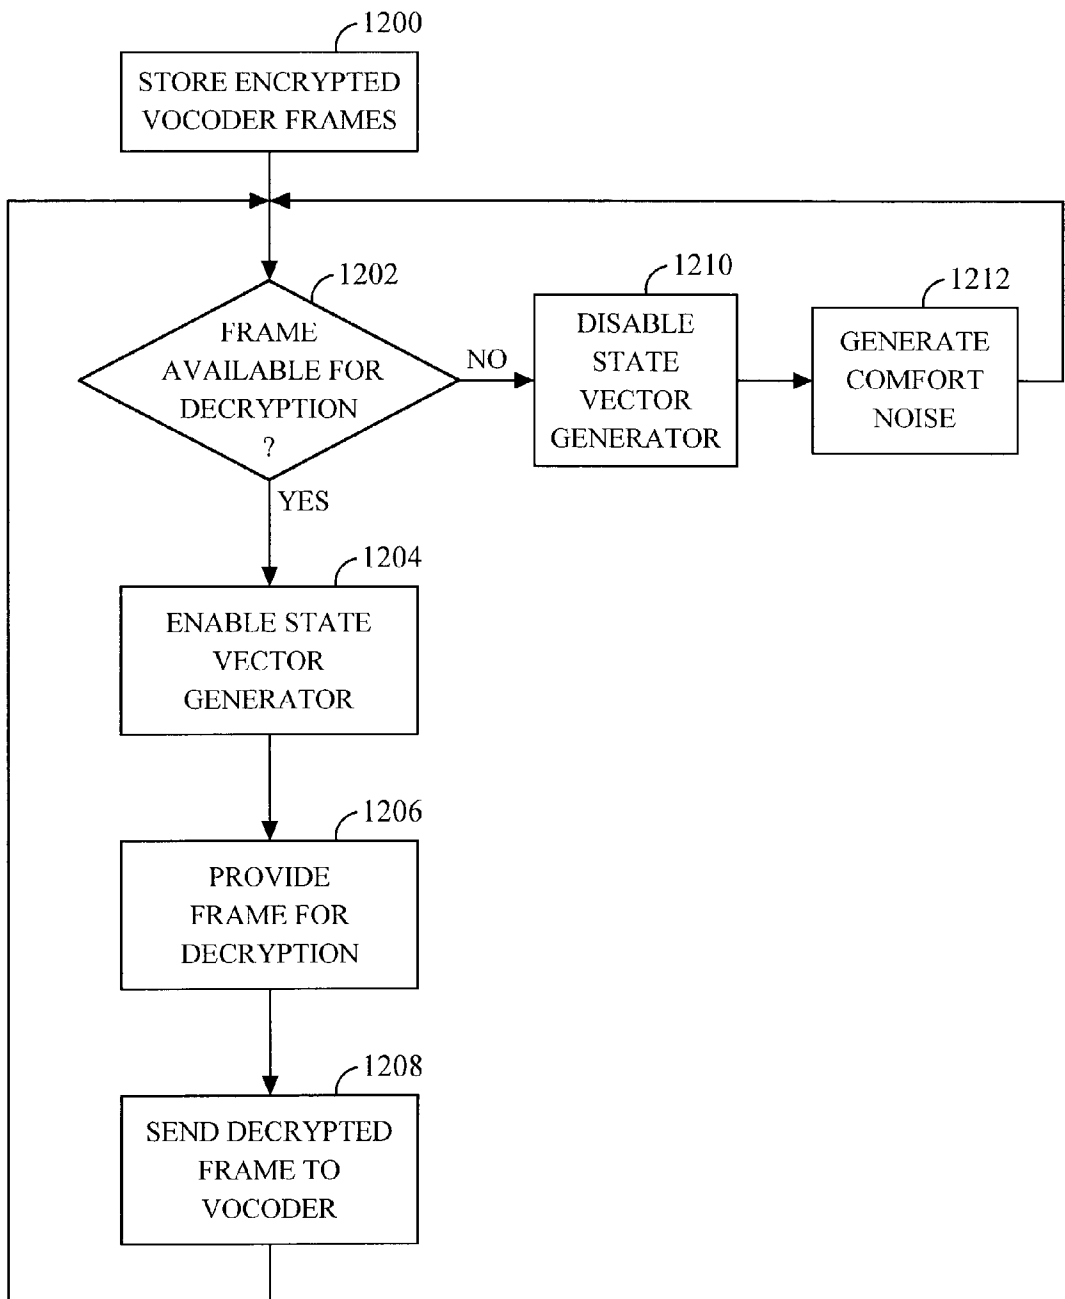 1200
STORE ENCRYPTED
VOCODER FRAMES
1202
FRAME
AVAILABLE FOR
DECRYPTION
?
NO
YES
1210
DISABLE
STATE
VECTOR
GENERATOR
1212
GENERATE
COMFORT
NOISE
1204
ENABLE STATE
VECTOR
GENERATOR
1206
PROVIDE
FRAME FOR
DECRYPTION
1208
SEND DECRYPTED
FRAME TO
VOCODER